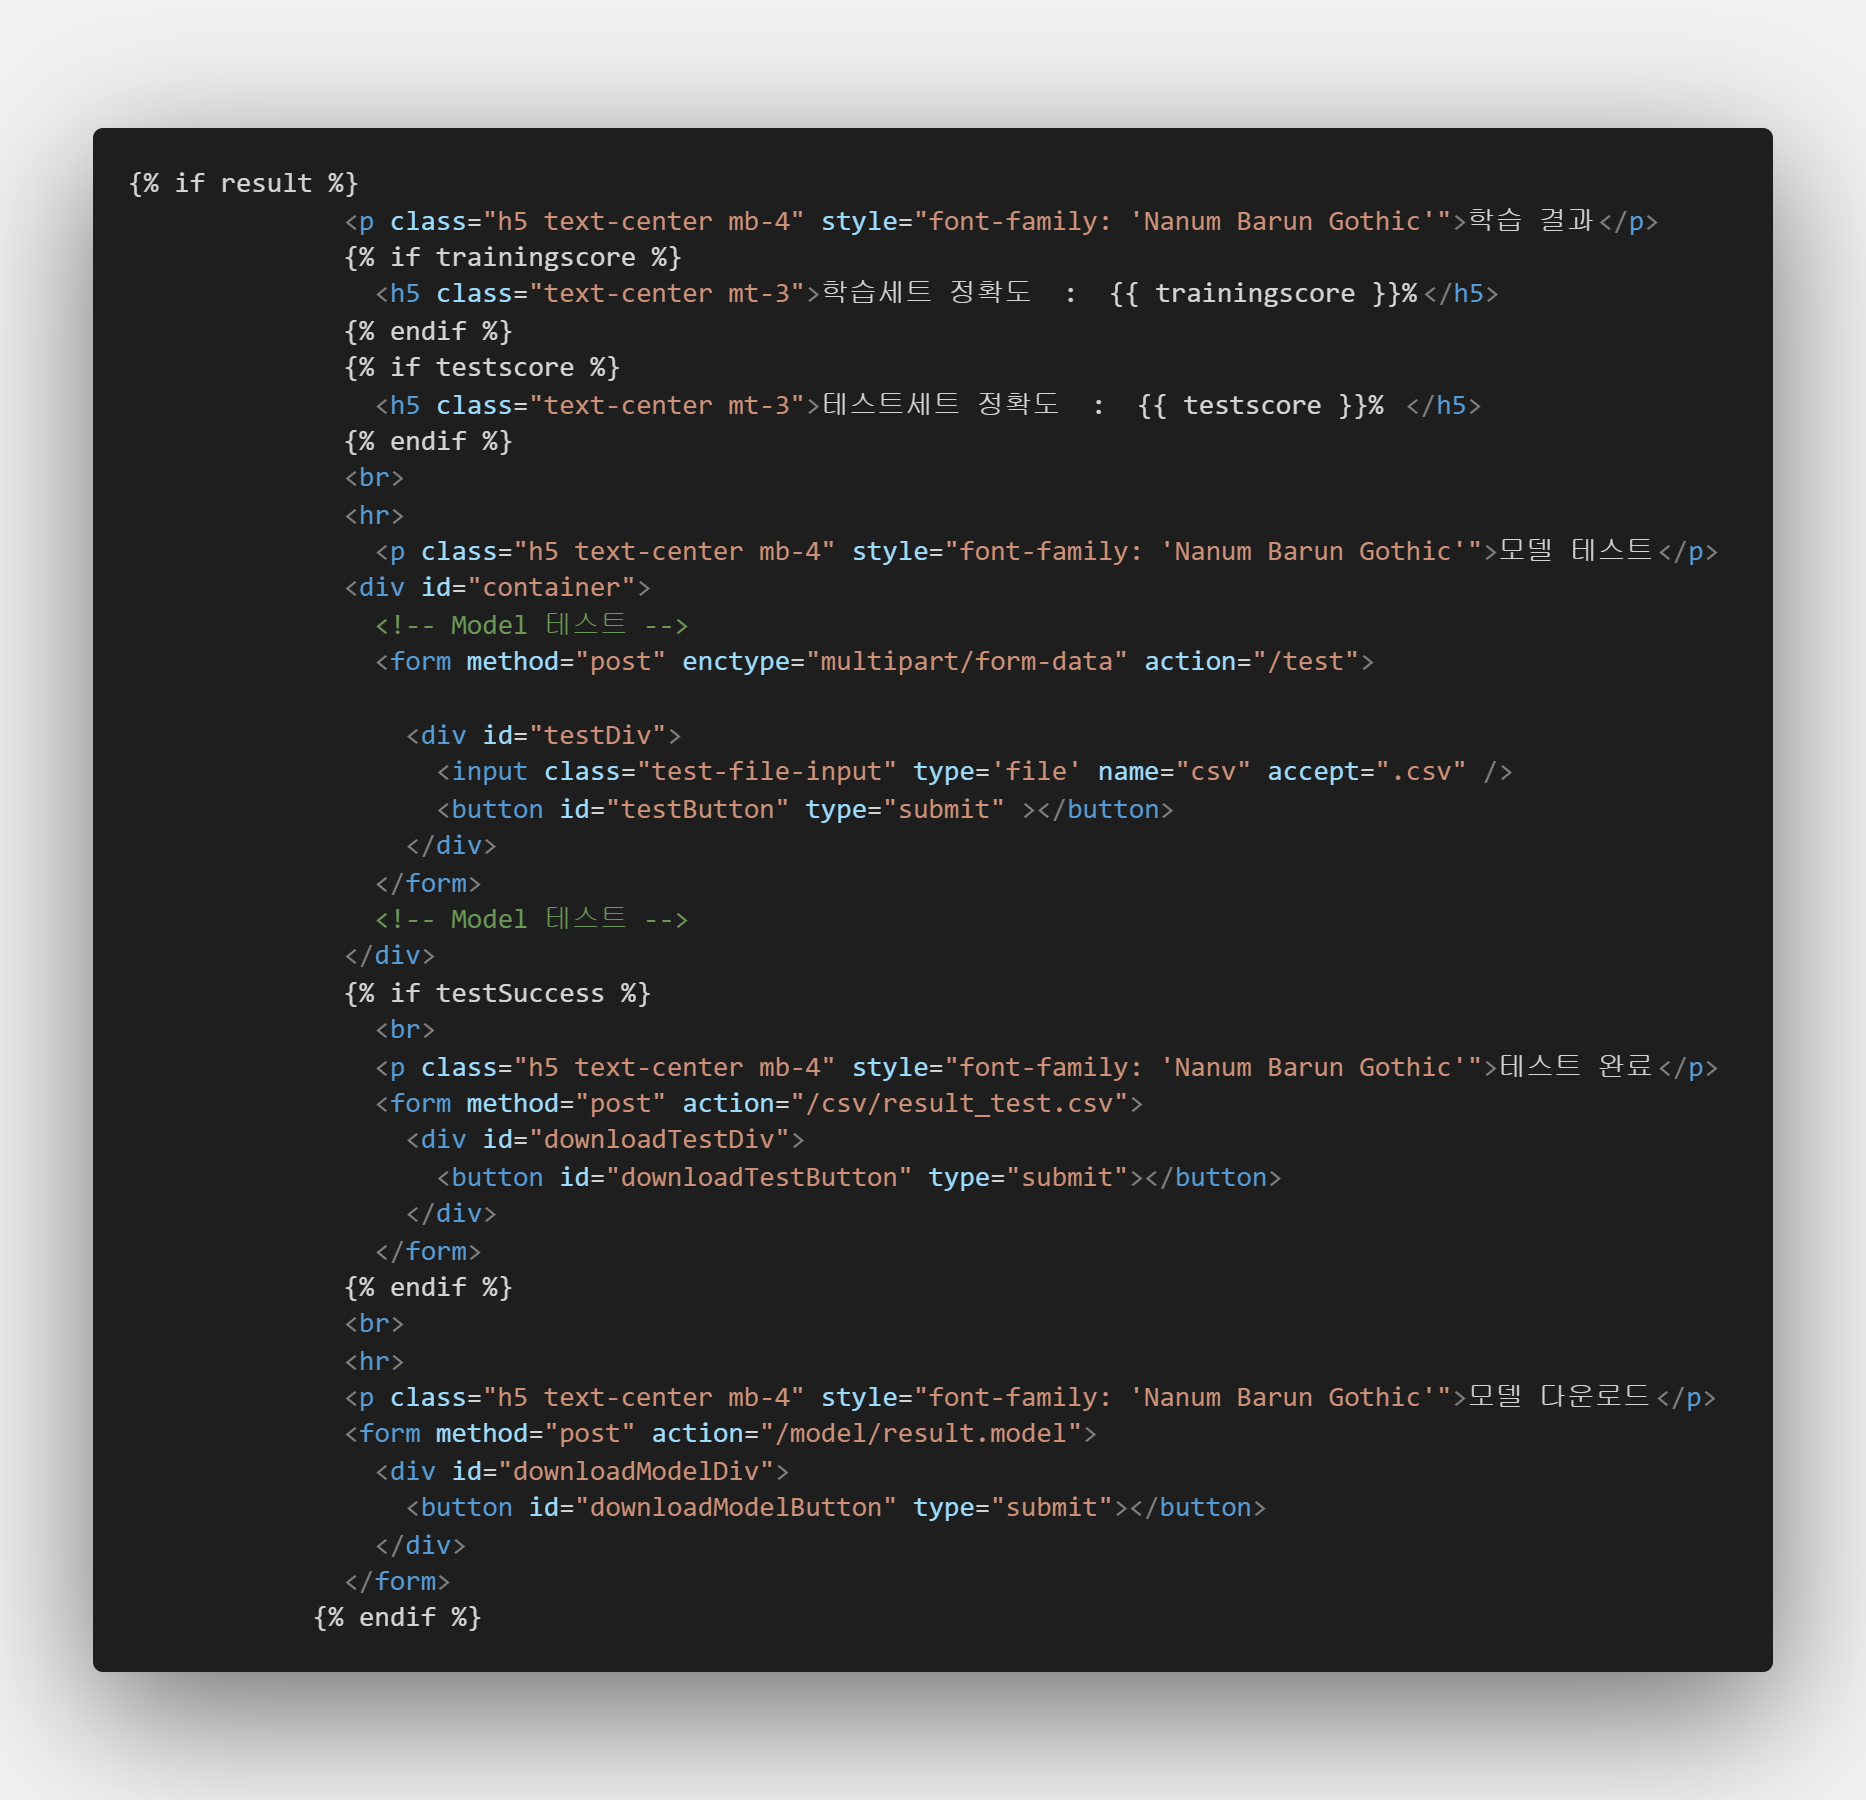 {% if result %}
<p class="h5 text-center mb-4" style="font-family: 'Nanum Barun Gothic'">학습 결과</p>
{% if trainingscore %}
<h5 class="text-center mt-3">학습세트 정확도  :  {{ trainingscore }}%</h5>
{% endif %}
{% if testscore %}
<h5 class="text-center mt-3">테스트세트 정확도  :  {{ testscore }}% </h5>
{% endif %}
<br>
<hr>
<p class="h5 text-center mb-4" style="font-family: 'Nanum Barun Gothic'">모델 테스트</p>
<div id="container">
<!-- Model 테스트 -->
<form method="post" enctype="multipart/form-data" action="/test">
<div id="testDiv">
<input class="test-file-input" type='file' name="csv" accept=".csv" />
<button id="testButton" type="submit" ></button>
</div>
</form>
<!-- Model 테스트 -->
</div>
{% if testSuccess %}
<br>
<p class="h5 text-center mb-4" style="font-family: 'Nanum Barun Gothic'">테스트 완료</p>
<form method="post" action="/csv/result_test.csv">
<div id="downloadTestDiv">
<button id="downloadTestButton" type="submit"></button>
</div>
</form>
{% endif %}
<br>
<hr>
<p class="h5 text-center mb-4" style="font-family: 'Nanum Barun Gothic'">모델 다운로드</p>
<form method="post" action="/model/result.model">
<div id="downloadModelDiv">
<button id="downloadModelButton" type="submit"></button>
</div>
</form>
{% endif %}